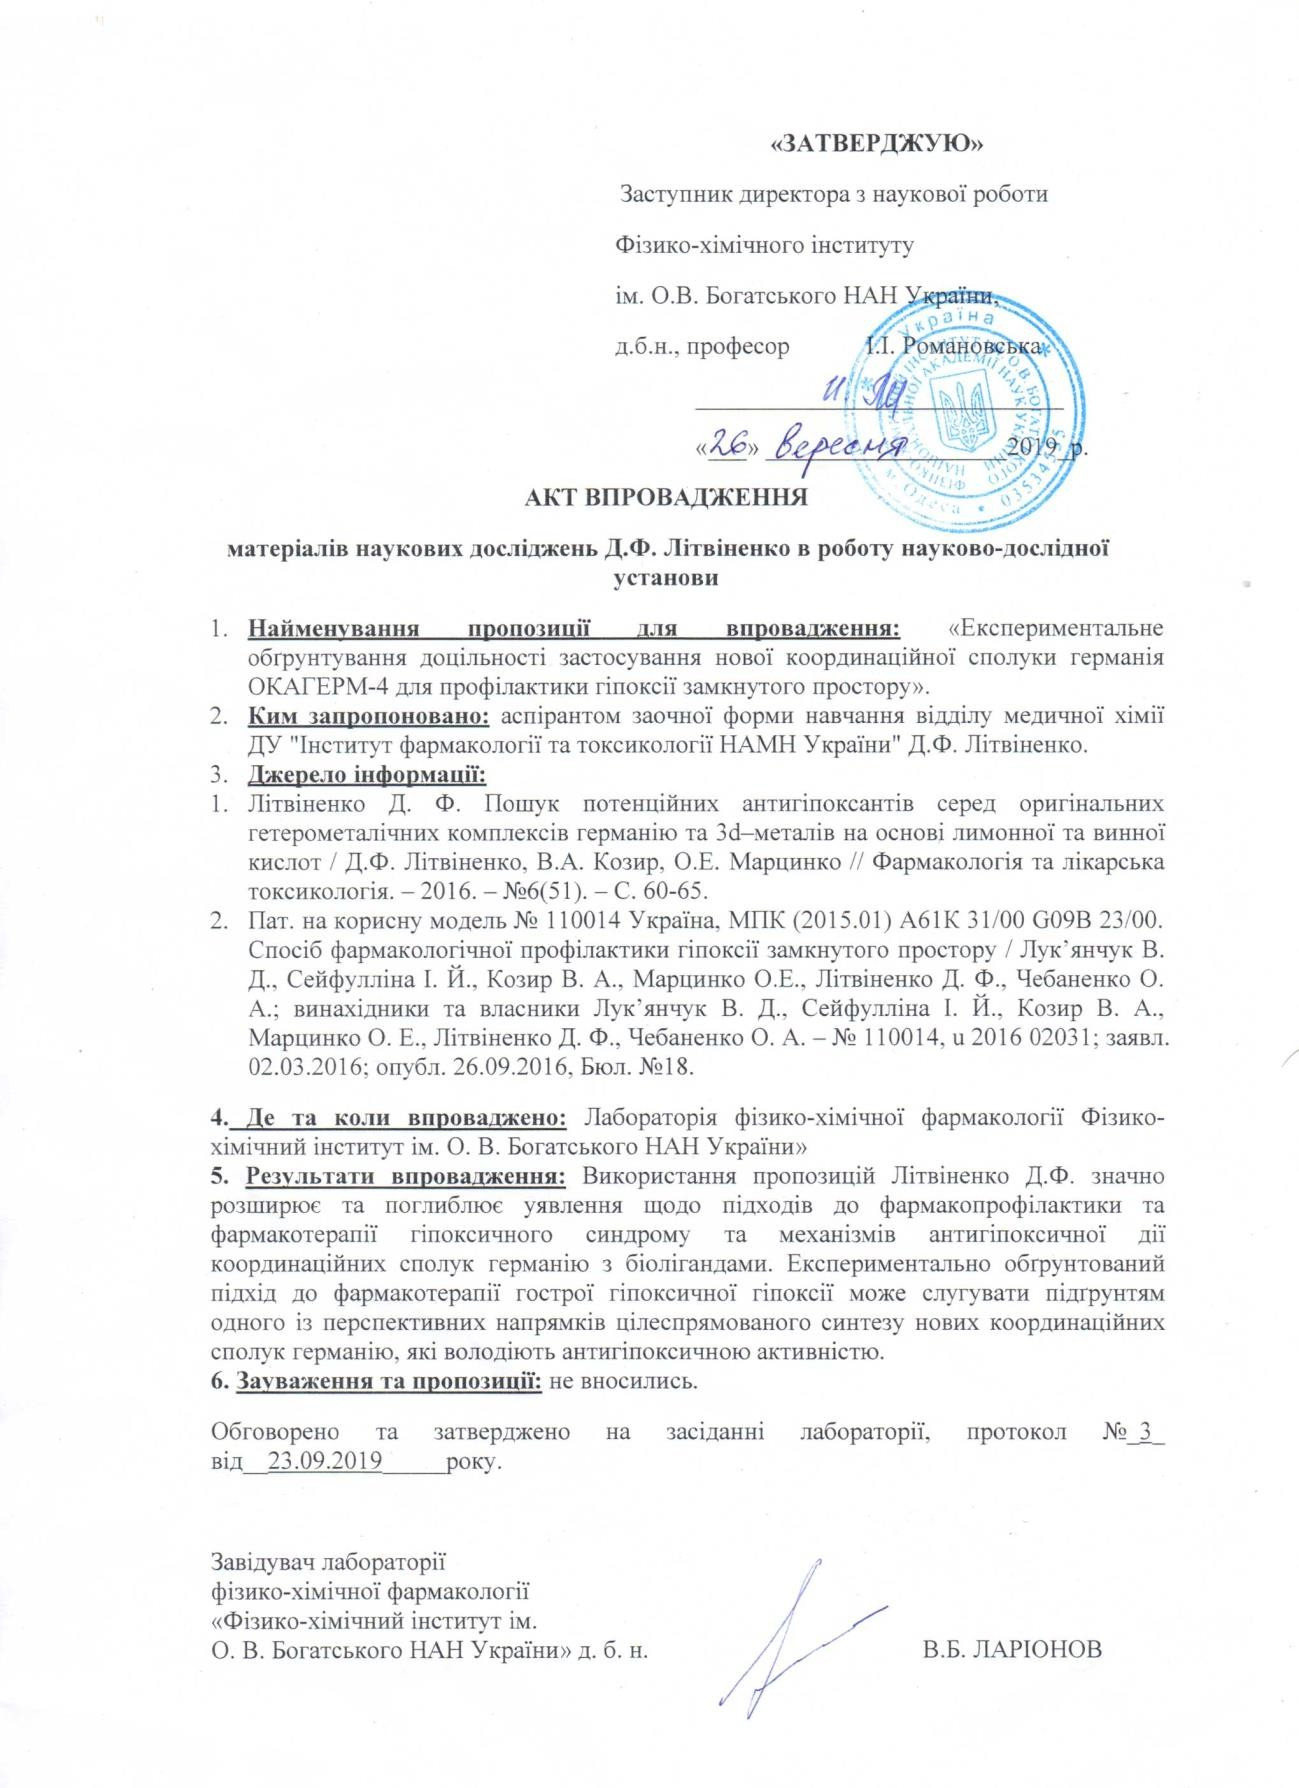 «ЗАТВЕРДЖУЮ»
Заступник директора з наукової роботи
Фізико-хімічного інституту
ім. О.В. Богатського НАН України,
д.б.н., професор І.І. Романовська
«26» вересня 2019 р.
Україна
м. Одеса • 03534595
АКТ ВПРОВАДЖЕННЯ
матеріалів наукових досліджень Д.Ф. Літвіненко в роботу науково-дослідної
установи
1. Найменування пропозиції для впровадження: «Експериментальне
обґрунтування доцільності застосування нової координаційної сполуки германія
ОКАГЕРМ-4 для профілактики гіпоксії замкнутого простору».
2. Ким запропоновано: аспірантом заочної форми навчання відділу медичної хімії
ДУ "Інститут фармакології та токсикології НАМН України" Д.Ф. Літвіненко.
3. Джерело інформації:
1. Літвіненко Д. Ф. Пошук потенційних антигіпоксантів серед оригінальних
гетерометалічних комплексів германію та 3d–металів на основі лимонної та винної
кислот / Д.Ф. Літвіненко, В.А. Козир, О.Е. Марцинко // Фармакологія та лікарська
токсикологія. – 2016. – №6(51). – С. 60-65.
2. Пат. на корисну модель № 110014 Україна, МПК (2015.01) А61К 31/00 G09B 23/00.
Спосіб фармакологічної профілактики гіпоксії замкнутого простору / Лук’янчук В.
Д., Сейфулліна І. Й., Козир В. А., Марцинко О.Е., Літвіненко Д. Ф., Чебаненко О.
А.; винахідники та власники Лук’янчук В. Д., Сейфулліна І. Й., Козир В. А.,
Марцинко О. Е., Літвіненко Д. Ф., Чебаненко О. А. – № 110014, u 2016 02031; заявл.
02.03.2016; опубл. 26.09.2016, Бюл. №18.
4. Де та коли впроваджено: Лабораторія фізико-хімічної фармакології Фізико-
хімічний інститут ім. О. В. Богатського НАН України»
5. Результати впровадження: Використання пропозицій Літвіненко Д.Ф. значно
розширює та поглиблює уявлення щодо підходів до фармакопрофілактики та
фармакотерапії гіпоксичного синдрому та механізмів антигіпоксичної дії
координаційних сполук германію з біолігандами. Експериментально обґрунтований
підхід до фармакотерапії гострої гіпоксичної гіпоксії може слугувати підґрунтям
одного із перспективних напрямків цілеспрямованого синтезу нових координаційних
сполук германію, які володіють антигіпоксичною активністю.
6. Зауваження та пропозиції: не вносились.
Обговорено та затверджено на засіданні лабораторії, протокол №_3_
від__23.09.2019_____року.
Завідувач лабораторії
фізико-хімічної фармакології
«Фізико-хімічний інститут ім.
О. В. Богатського НАН України» д. б. н. В.Б. ЛАРІОНОВ